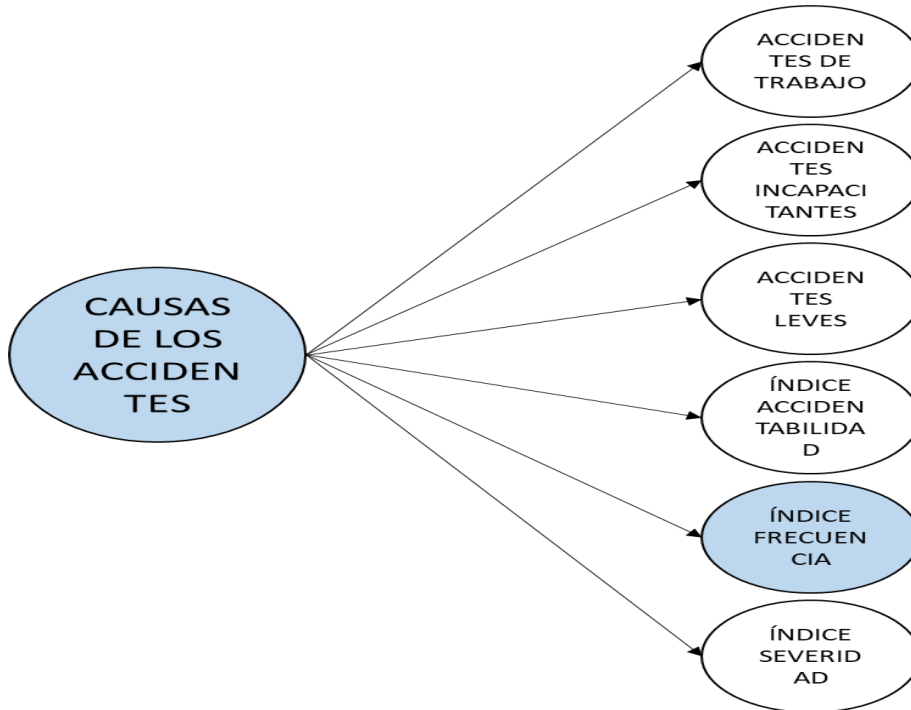 CAUSAS
DE LOS
ACCIDEN
TES
ACCIDEN
TES DE
TRABAJO
ACCIDEN
TES
INCAPACI
TANTES
ACCIDEN
TES
LEVES
ÍNDICE
ACCIDEN
TABILIDA
D
ÍNDICE
FRECUEN
CIA
ÍNDICE
SEVERID
AD